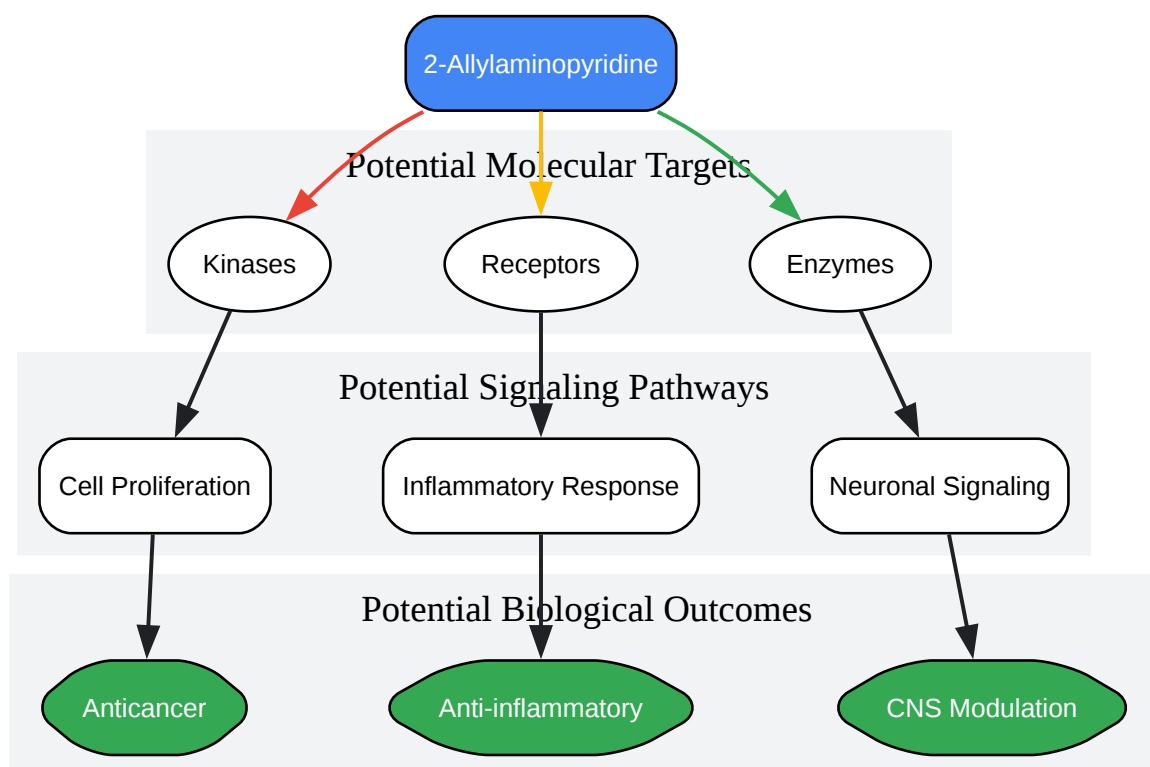 2-Allylaminopyridine
Potential Molecular Targets
Kinases
Receptors
Enzymes
Potential Signaling Pathways
Cell Proliferation
Inflammatory Response
Neuronal Signaling
Potential Biological Outcomes
Anticancer
Anti-inflammatory
CNS Modulation